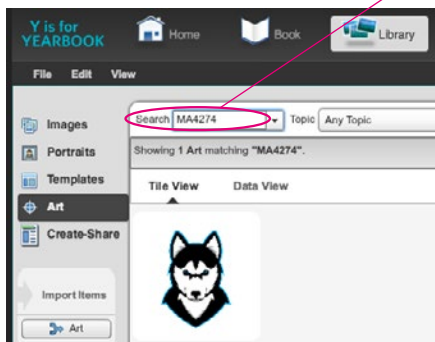 Y is for
YEARBOOK
Home
Book
Library
File Edit View
Search MA4274 Topic Any Topic
Showing 1 Art matching "MA4274".
Tile View Data View
Images
Portraits
Templates
Art
Create-Share
Import Items
Art